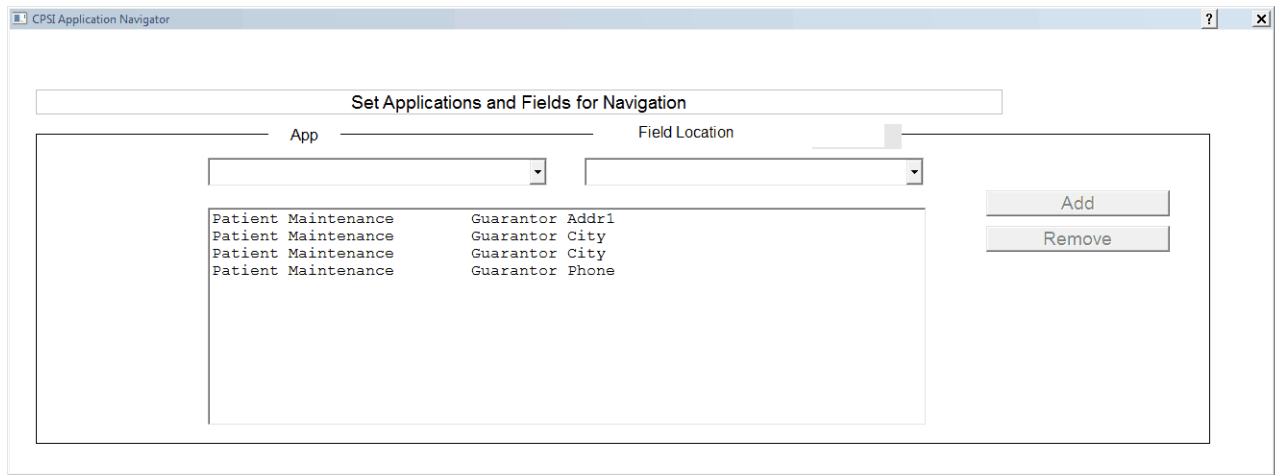 CPSI Application Navigator ? x
Set Applications and Fields for Navigation
App Field Location
Patient Maintenance Guarantor Addr1
Patient Maintenance Guarantor City
Patient Maintenance Guarantor City
Patient Maintenance Guarantor Phone
Add
Remove